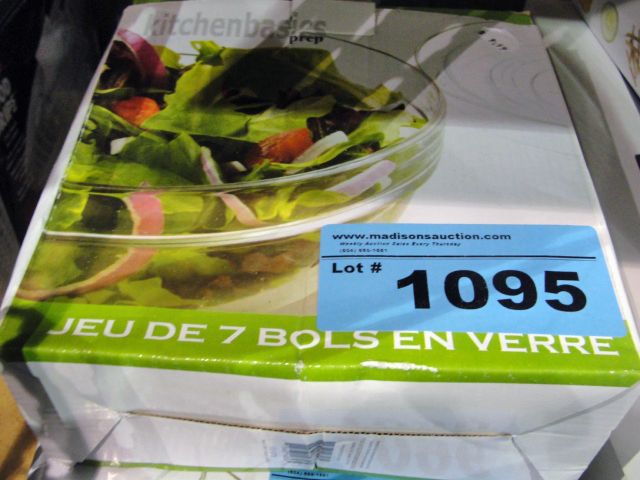 kitchenbasics
prep
www.madisonsauction.com
Weekly Auction Sales Every Thursday
Lot # 1095
JEU DE 7 BOLS EN VERRE